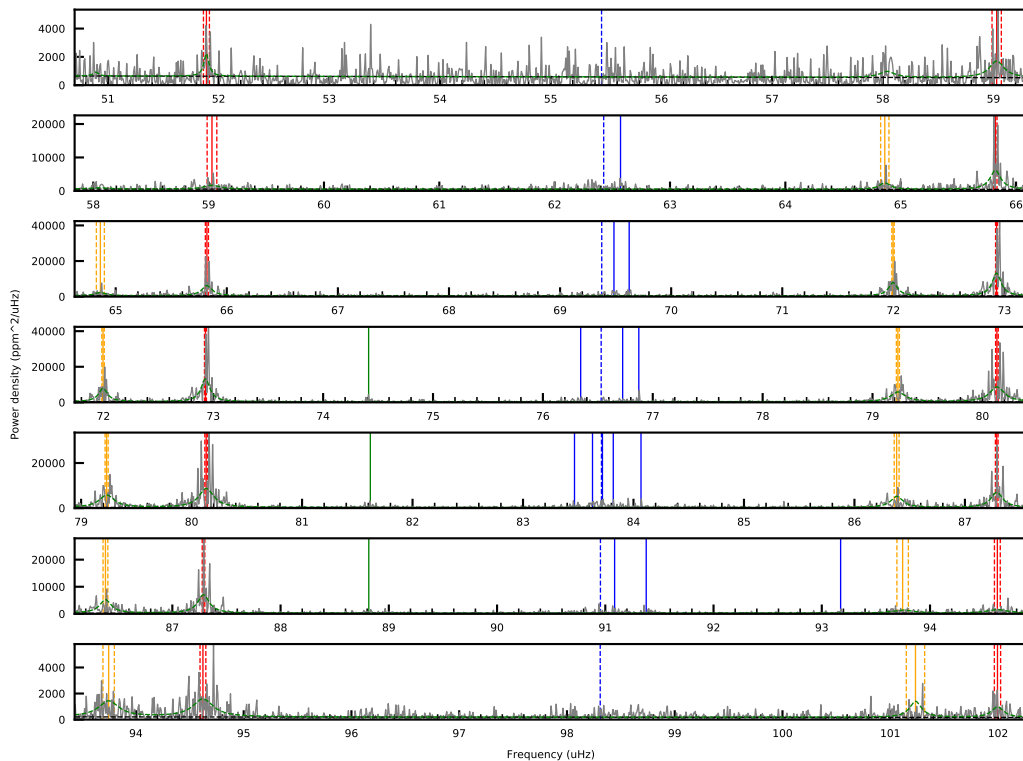 4000
2000
0
51 52 53 54 55 56 57 58 59
20000
10000
0
58 59 60 61 62 63 64 65 66
40000
20000
0
65 66 67 68 69 70 71 72 73
Power density (ppm^2/uHz)
40000
20000
0
72 73 74 75 76 77 78 79 80
20000
0
79 80 81 82 83 84 85 86 87
20000
10000
0
87 88 89 90 91 92 93 94
4000
2000
0
94 95 96 97 98 99 100 101 102
Frequency (uHz)